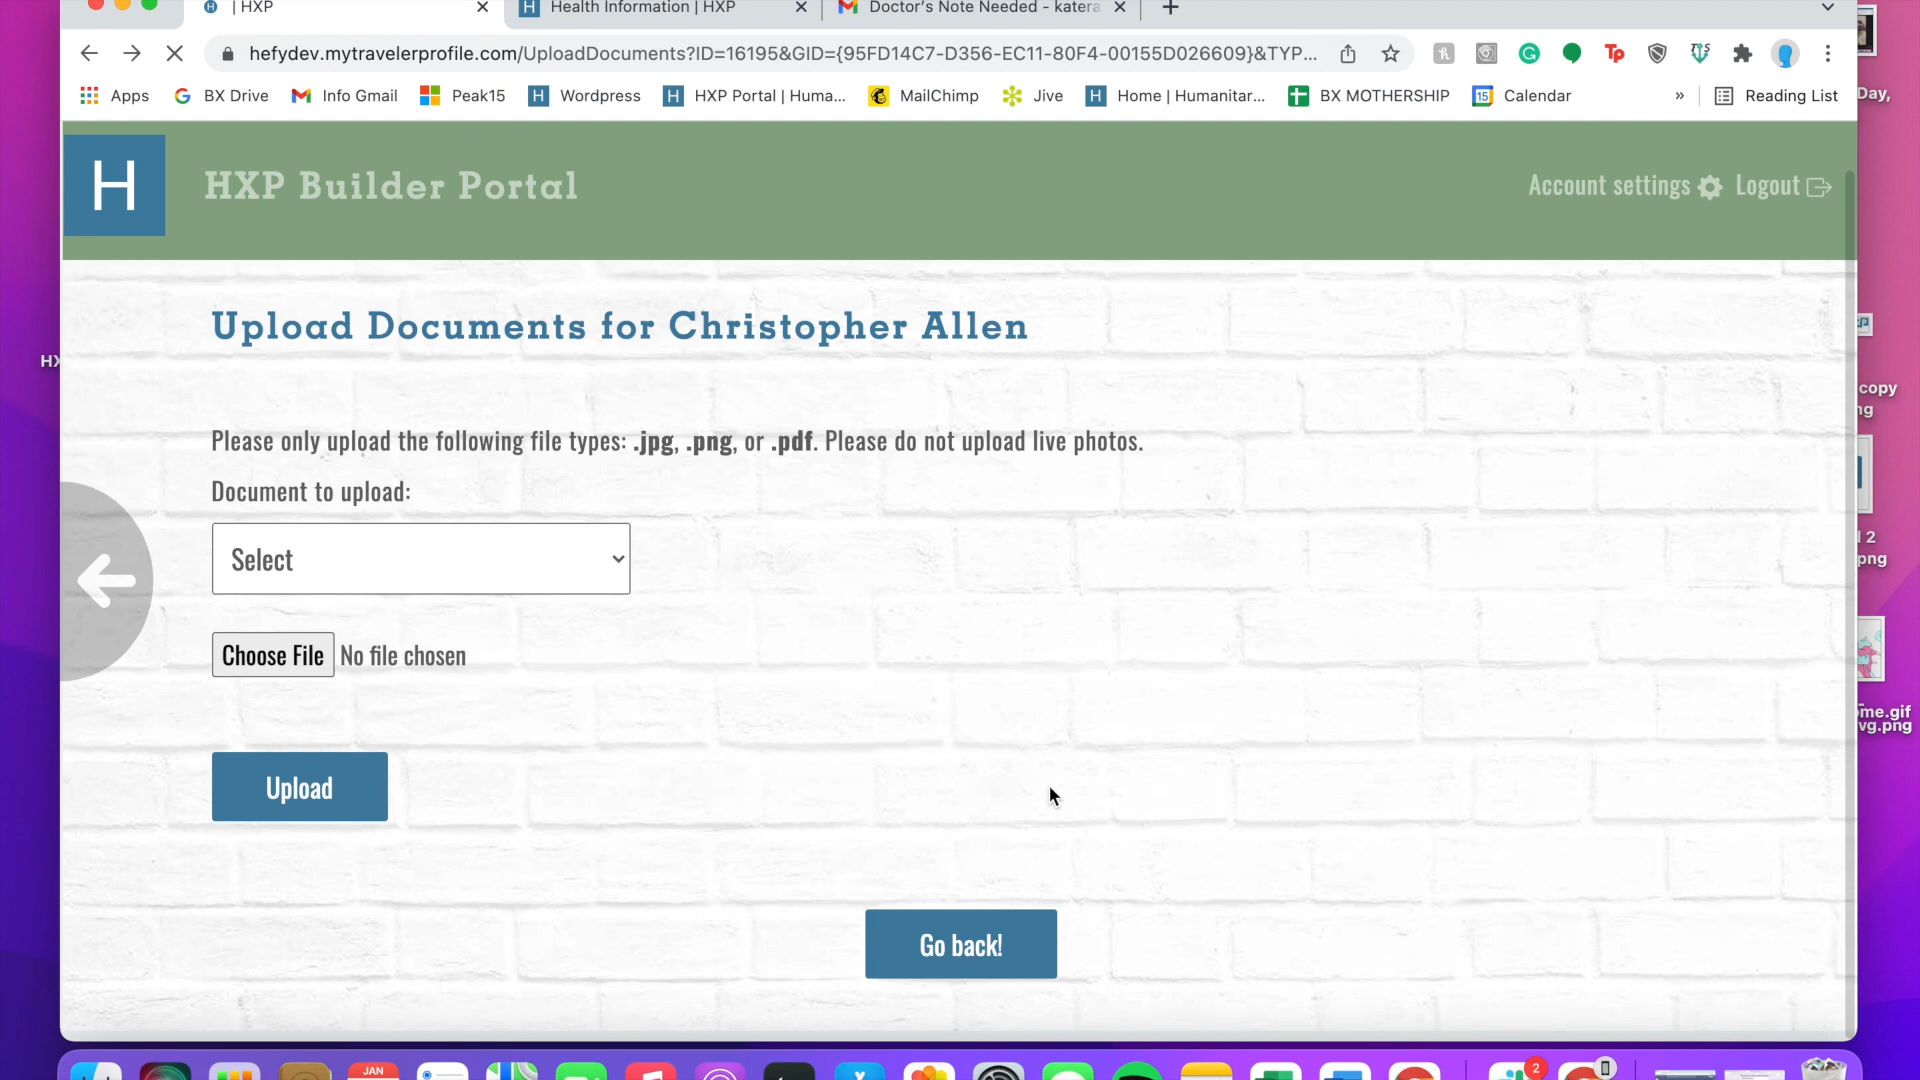 | HXP
Health Information | HXP
Doctor's Note Needed - katera
hefydev.mytravelerprofile.com/UploadDocuments?ID=16195&GID={95FD14C7-D356-EC11-80F4-00155D026609}&TYP...
Apps
BX Drive
Info Gmail
Peak15
Wordpress
HXP Portal | Huma...
MailChimp
Jive
Home | Humanitar...
BX MOTHERSHIP
15
Calendar
»
Reading List
Day,
H
HXP Builder Portal
Account settings
Logout
Upload Documents for Christopher Allen
HX
copy
Please only upload the following file types: .jpg, .png, or .pdf. Please do not upload live photos.
Document to upload:
Select
l 2
png
Choose File No file chosen
me.gif
vg.png
Upload
Go back!
JAN
2